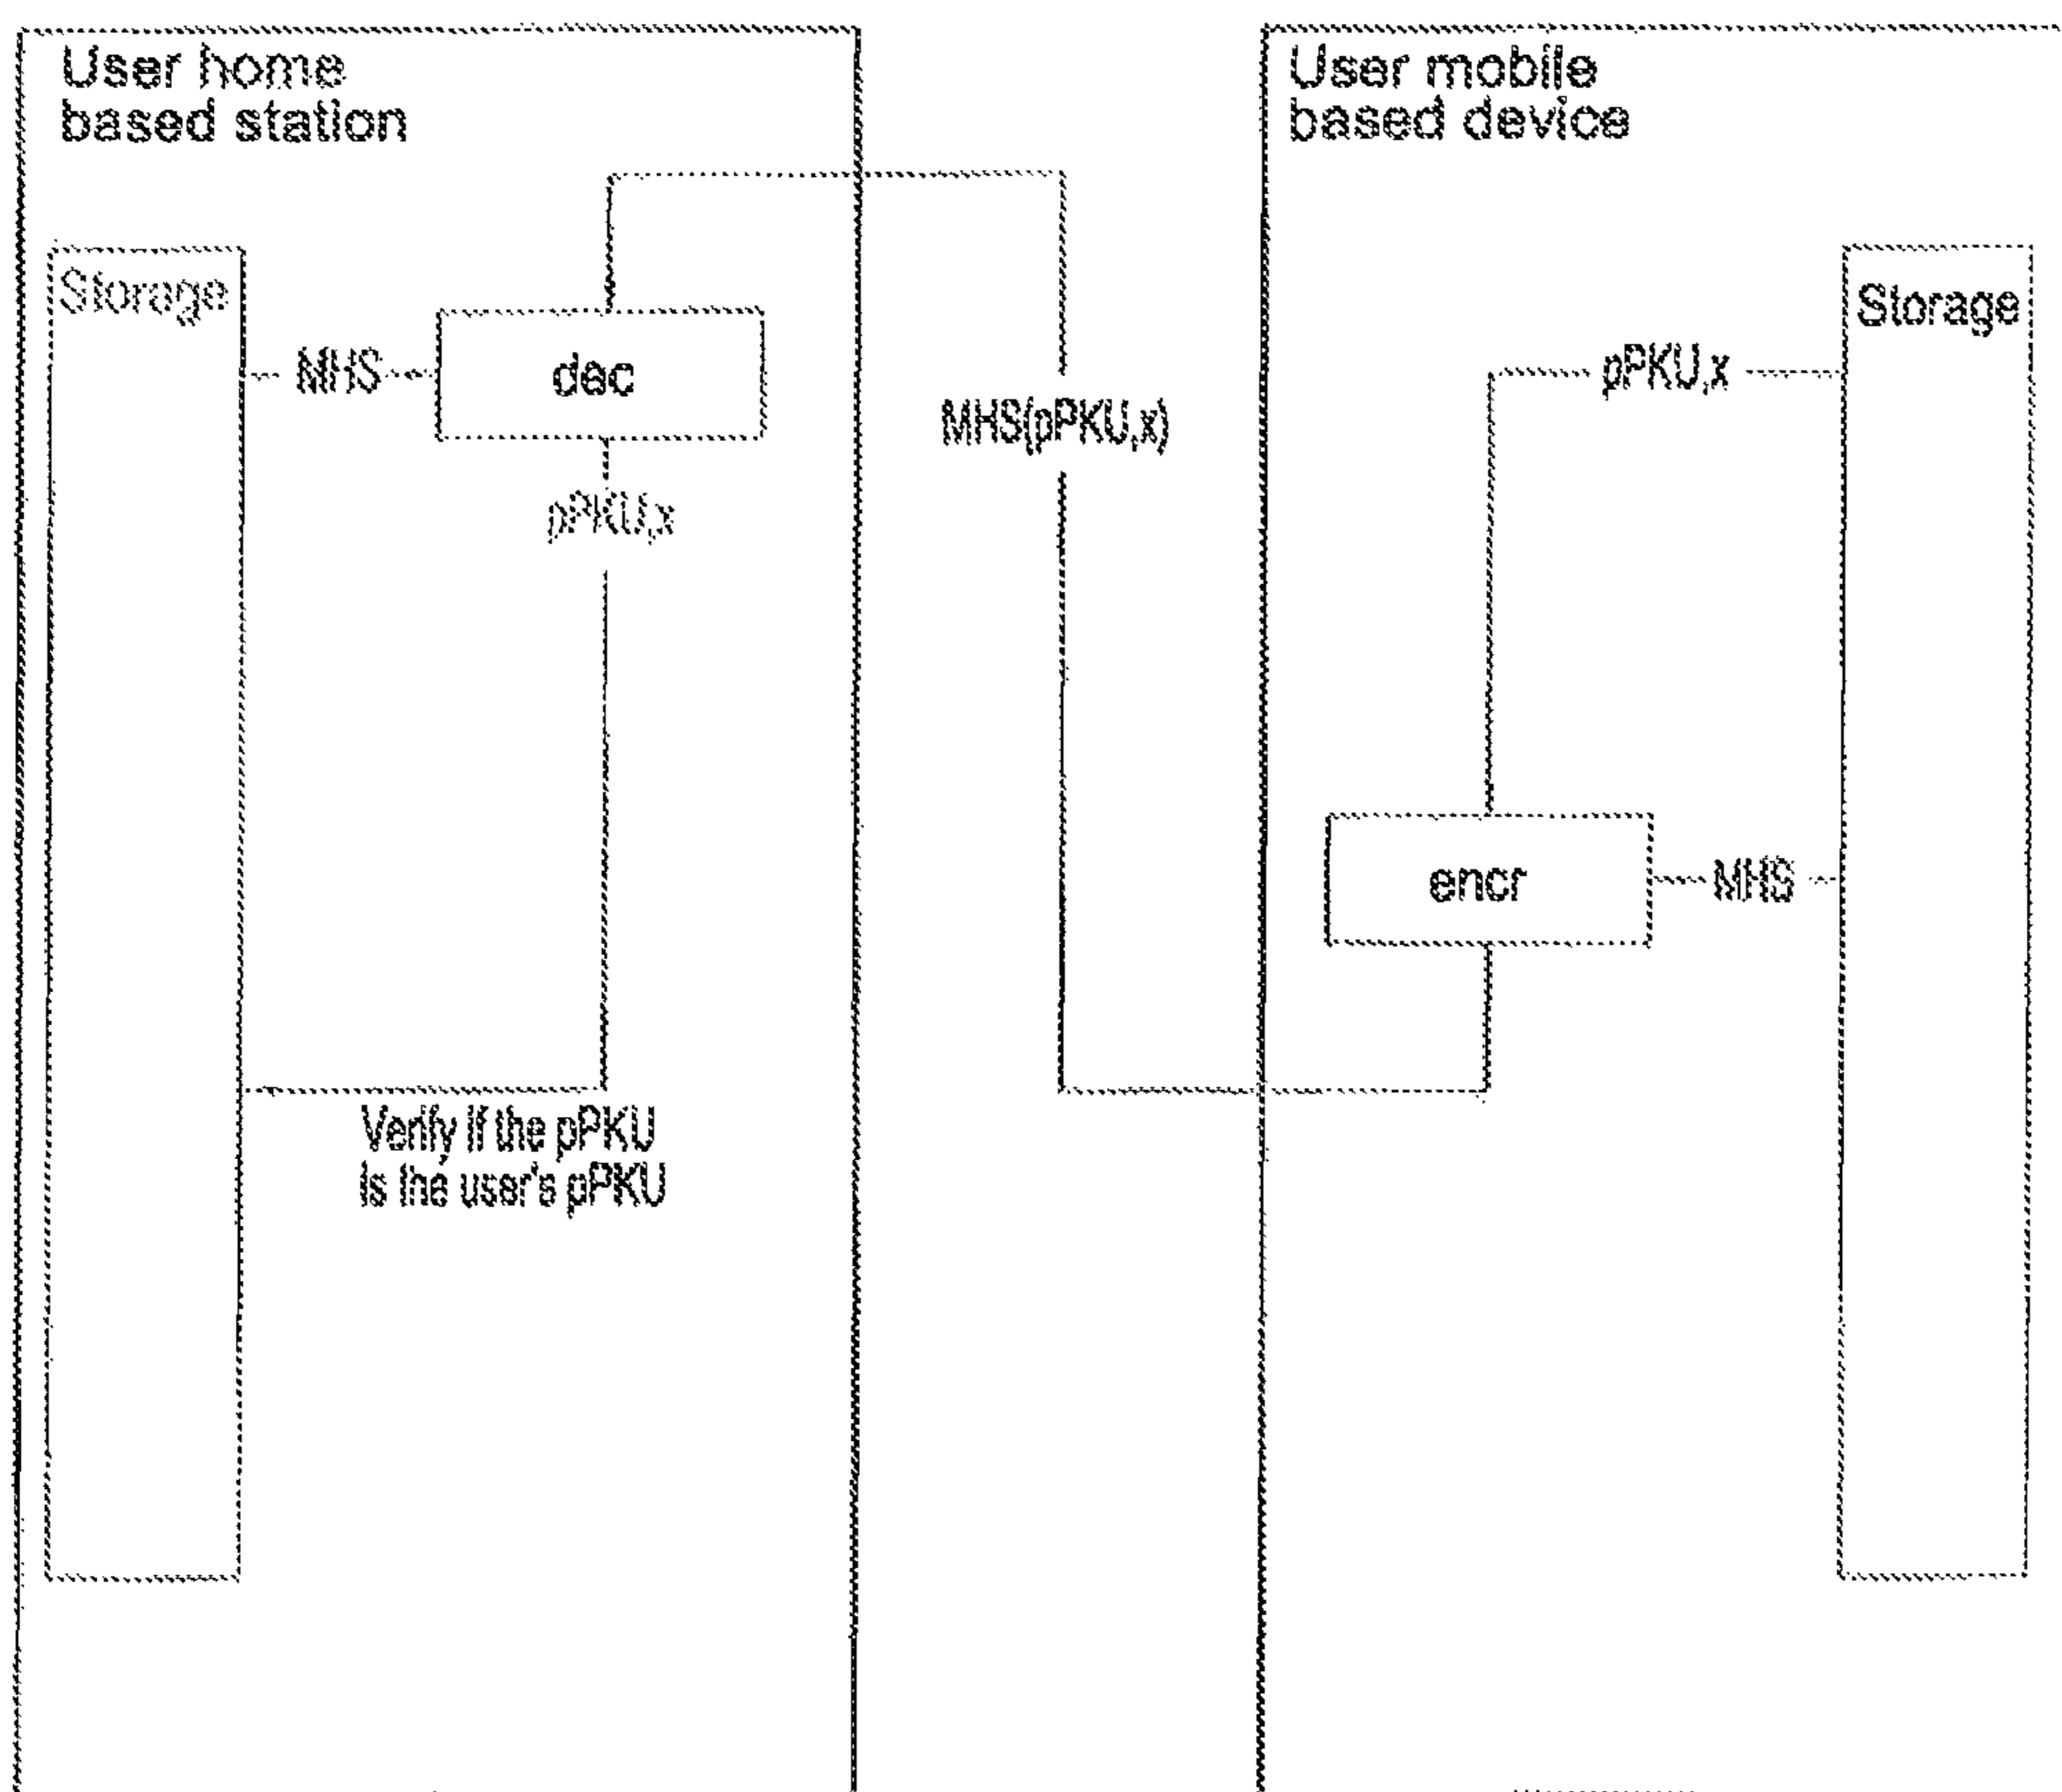 User home
based station
Storage
MHS
dec
pPKU,x
Verify if the pPKU
is the user's pPKU
MHS(pPKU,x)
User mobile
based device
Storage
pPKU,x
encr
MHS